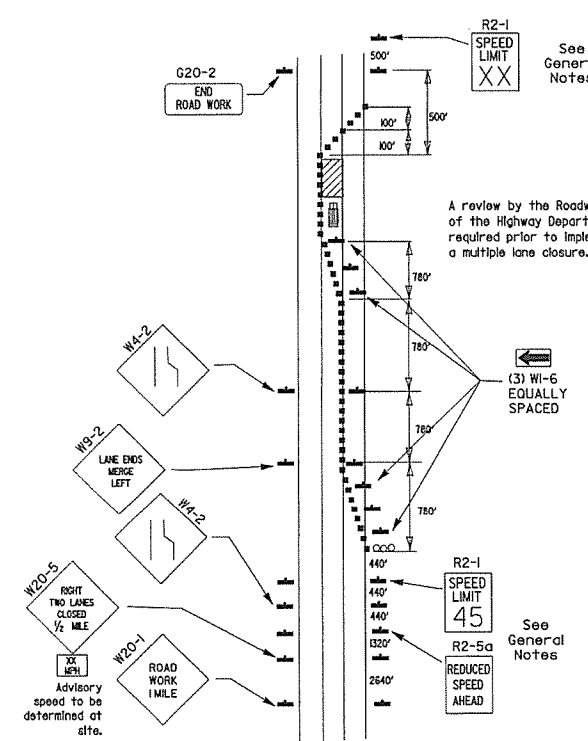 R2-1
SPEED
LIMIT
XX
See
General
Notes
500'
G20-2
END
ROAD WORK
100'
500'
100'
A review by the Roadw
of the Highway Depart
required prior to imple
a multiple lane closure.
780'
780'
W4-2
(3) W1-6
EQUALLY
SPACED
780'
W9-2
LANE ENDS
MERGE
LEFT
780'
W4-2
440'
R2-1
SPEED
LIMIT
45
440'
440'
See
General
Notes
W20-5
RIGHT
TWO LANES
CLOSED
1/2 MILE
XX
MPH
Advisory
speed to be
determined at
site.
1320'
R2-5a
REDUCED
SPEED
AHEAD
W20-1
ROAD
WORK
1 MILE
2640'